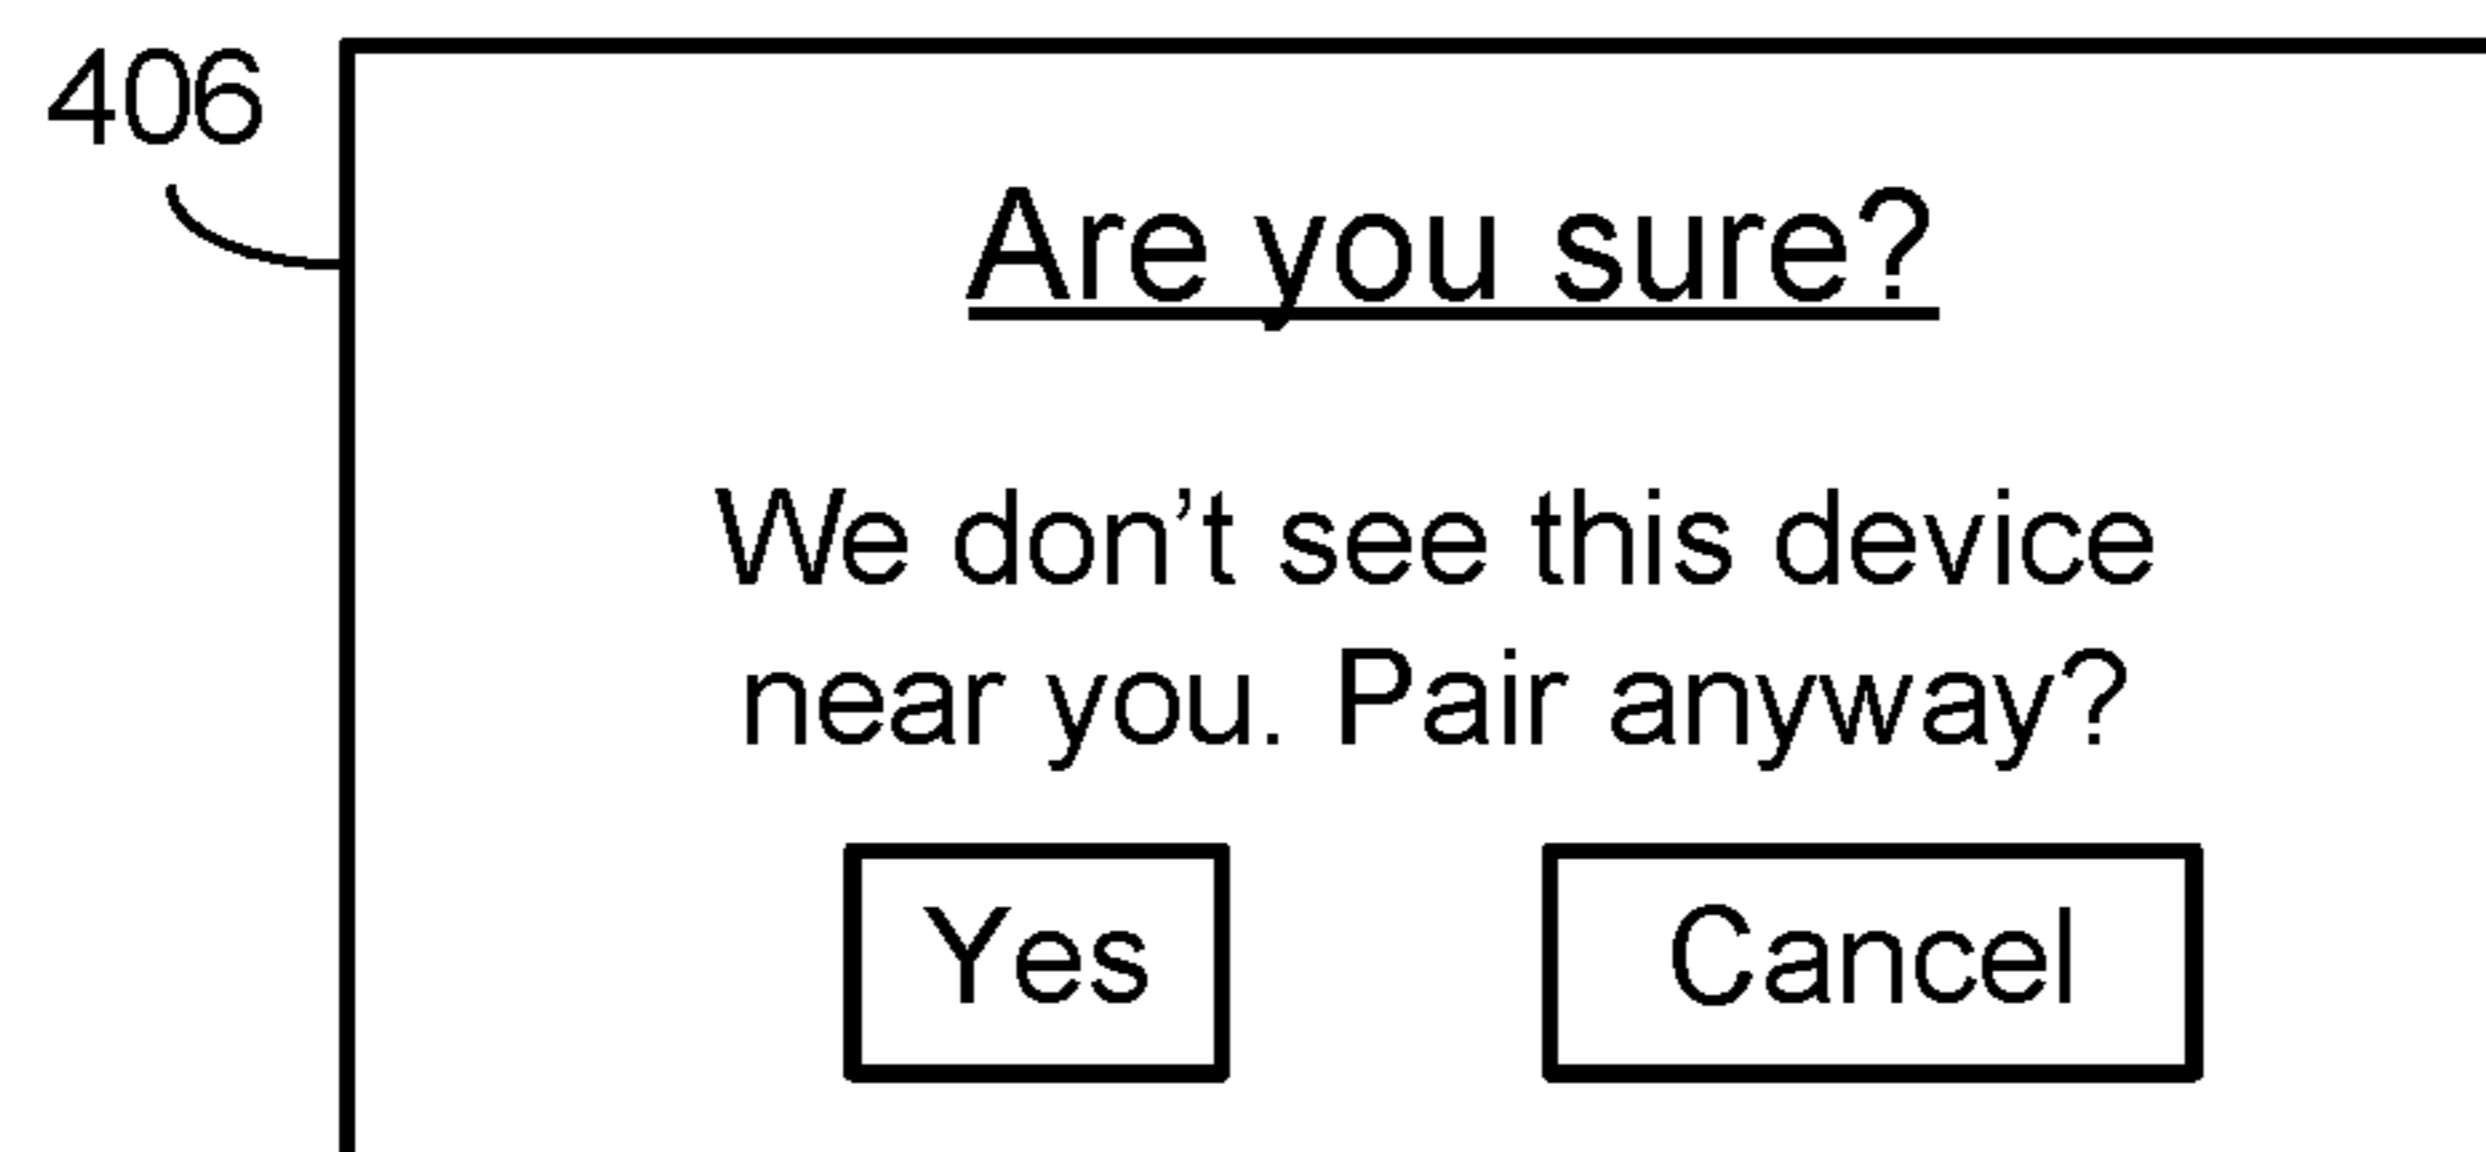 406
Are you sure?
We don’t see this device
near you. Pair anyway?
Yes Cancel